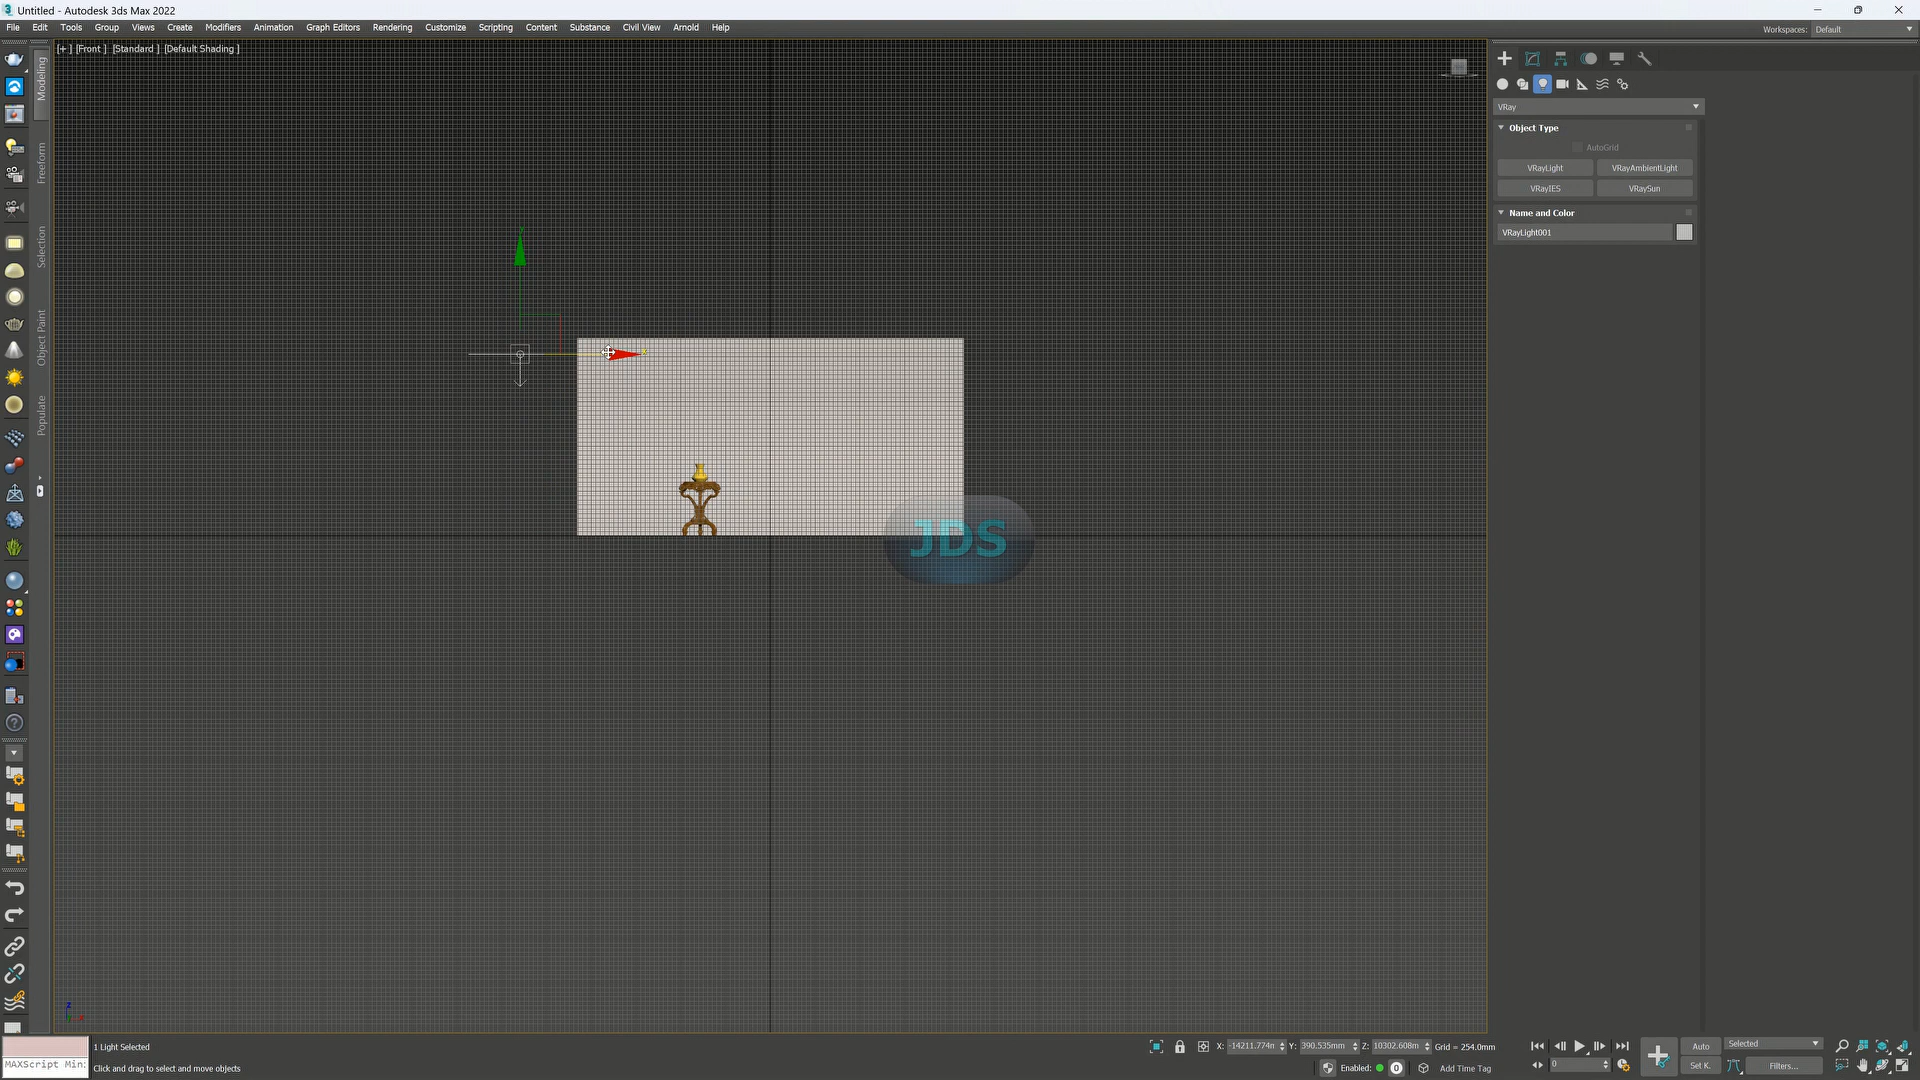 Untitled - Autodesk 3ds Max 2022
File Edit Tools Group Views Create Modifiers Animation Graph Editors Rendering Customize Scripting Content Substance Civil View Arnold Help
Workspaces: Default
[+] [Front ] [Standard ] [Default Shading ]
Modeling
Freeform
Selection
Object Paint
Populate
VRay
Object Type
AutoGrid
VRayLight VRayAmbientLight
VRayIES VRaySun
Name and Color
VRayLight001
y
x
JDS
z
x
1 Light Selected
X: -14211.774m Y: 390.535mm Z: 10302.608m Grid = 254.0mm
Auto Selected
MAXScript Min:
Click and drag to select and move objects
Enabled: 0 Add Time Tag
0
Set K. Filters...